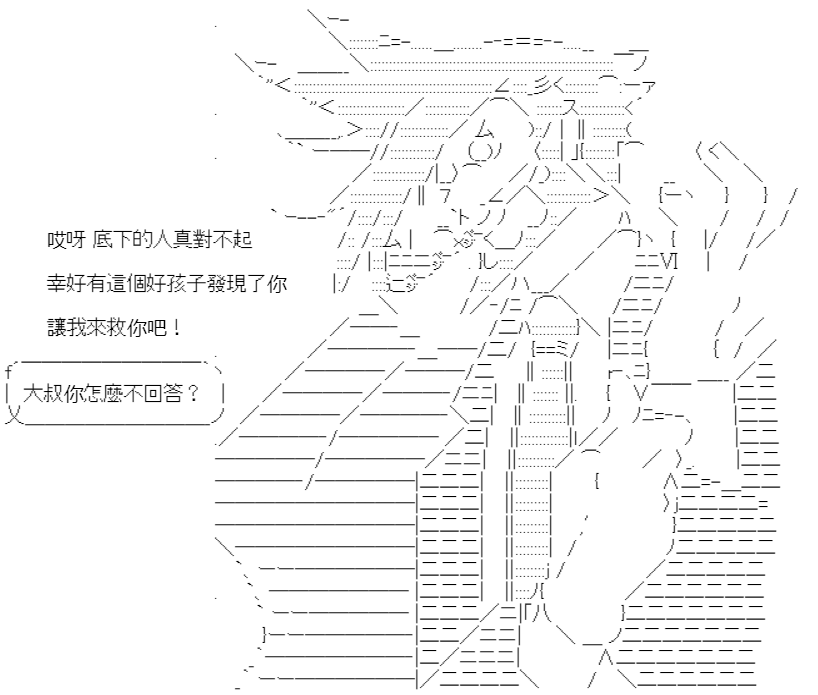 哎呀 底下的人真對不起
幸好有這個好孩子發現了你
讓我來救你吧！
大叔你怎麼不回答？